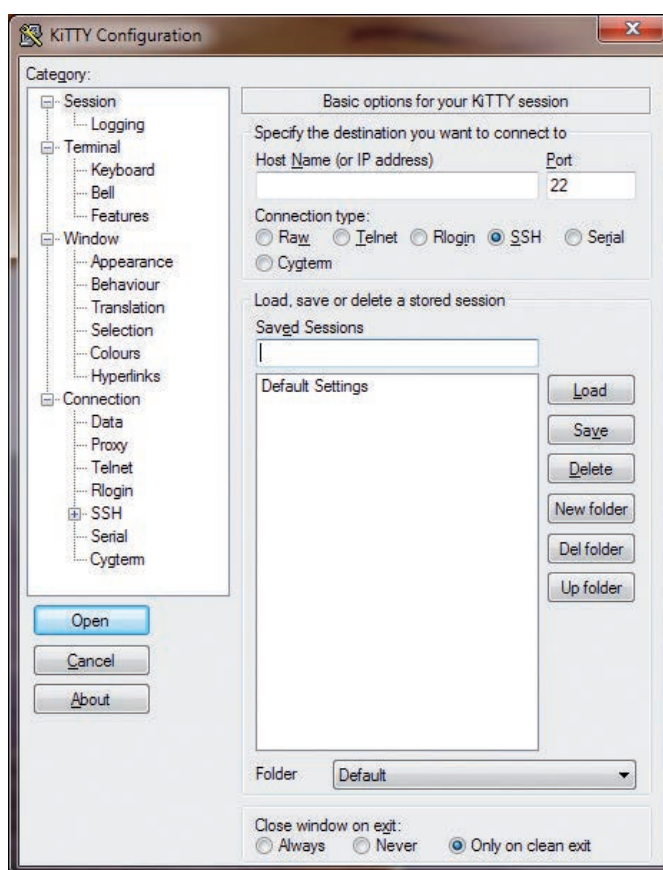 KiTTY Configuration
X
Category:
Session
Logging
Terminal
Keyboard
Bell
Features
Window
Appearance
Behaviour
Translation
Selection
Colours
Hyperlinks
Connection
Data
Proxy
Telnet
Rlogin
SSH
Serial
Cygterm
Open
Cancel
About
Basic options for your KiTTY session
Specify the destination you want to connect to
Host Name (or IP address) Port
22
Connection type:
Raw Telnet Rlogin SSH Serial
Cygterm
Load, save or delete a stored session
Saved Sessions
Default Settings
Load
Save
Delete
New folder
Del folder
Up folder
Folder Default
Close window on exit:
Always Never Only on clean exit